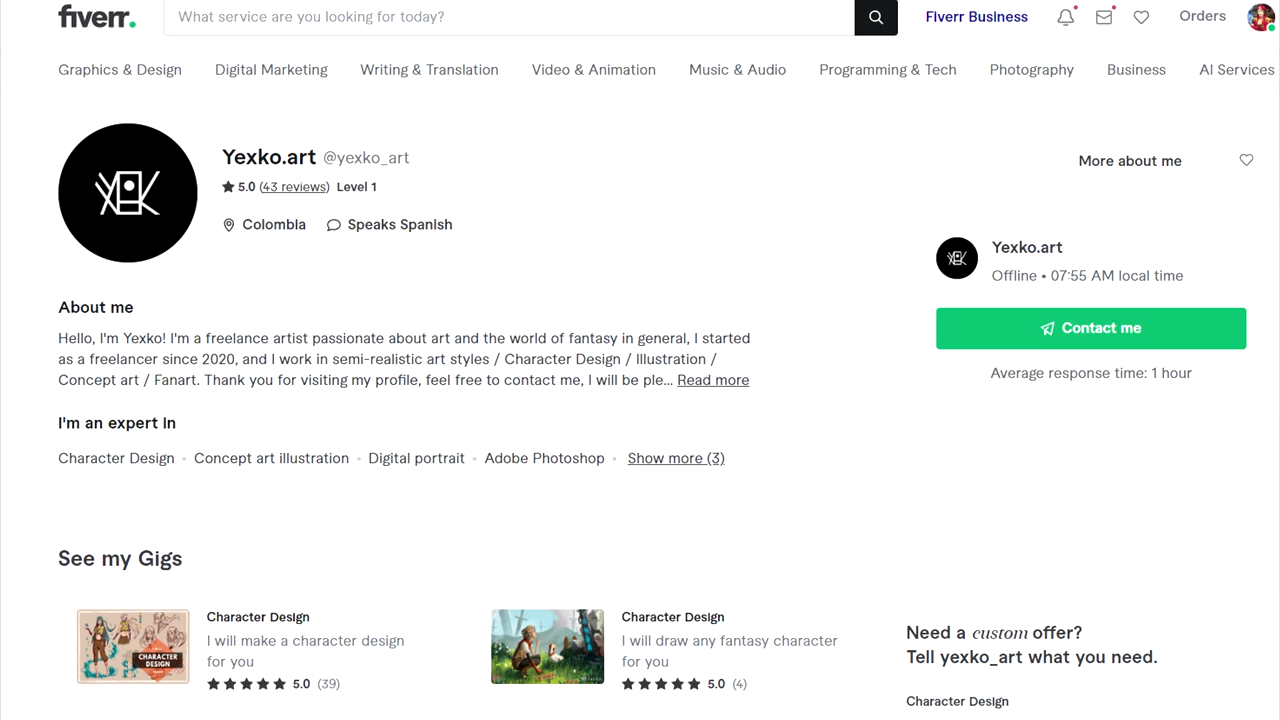 fiverr.
What service are you looking for today?
Fiverr Business
Orders
Graphics & Design
Digital Marketing
Writing & Translation
Video & Animation
Music & Audio
Programming & Tech
Photography
Business
AI Services
Yexko.art @yexko_art
5.0 (43 reviews) Level 1
Colombia
Speaks Spanish
More about me
Yexko.art
Offline • 07:55 AM local time
Contact me
Average response time: 1 hour
About me
Hello, I'm Yexko! I'm a freelance artist passionate about art and the world of fantasy in general, I started
as a freelancer since 2020, and I work in semi-realistic art styles / Character Design / Illustration /
Concept art / Fanart. Thank you for visiting my profile, feel free to contact me, I will be ple... Read more
I'm an expert in
Character Design • Concept art illustration • Digital portrait • Adobe Photoshop • Show more (3)
See my Gigs
CHARACTER
DESIGN
Character Design
I will make a character design
for you
5.0 (39)
Character Design
I will draw any fantasy character
for you
5.0 (4)
Need a custom offer?
Tell yexko_art what you need.
Character Design